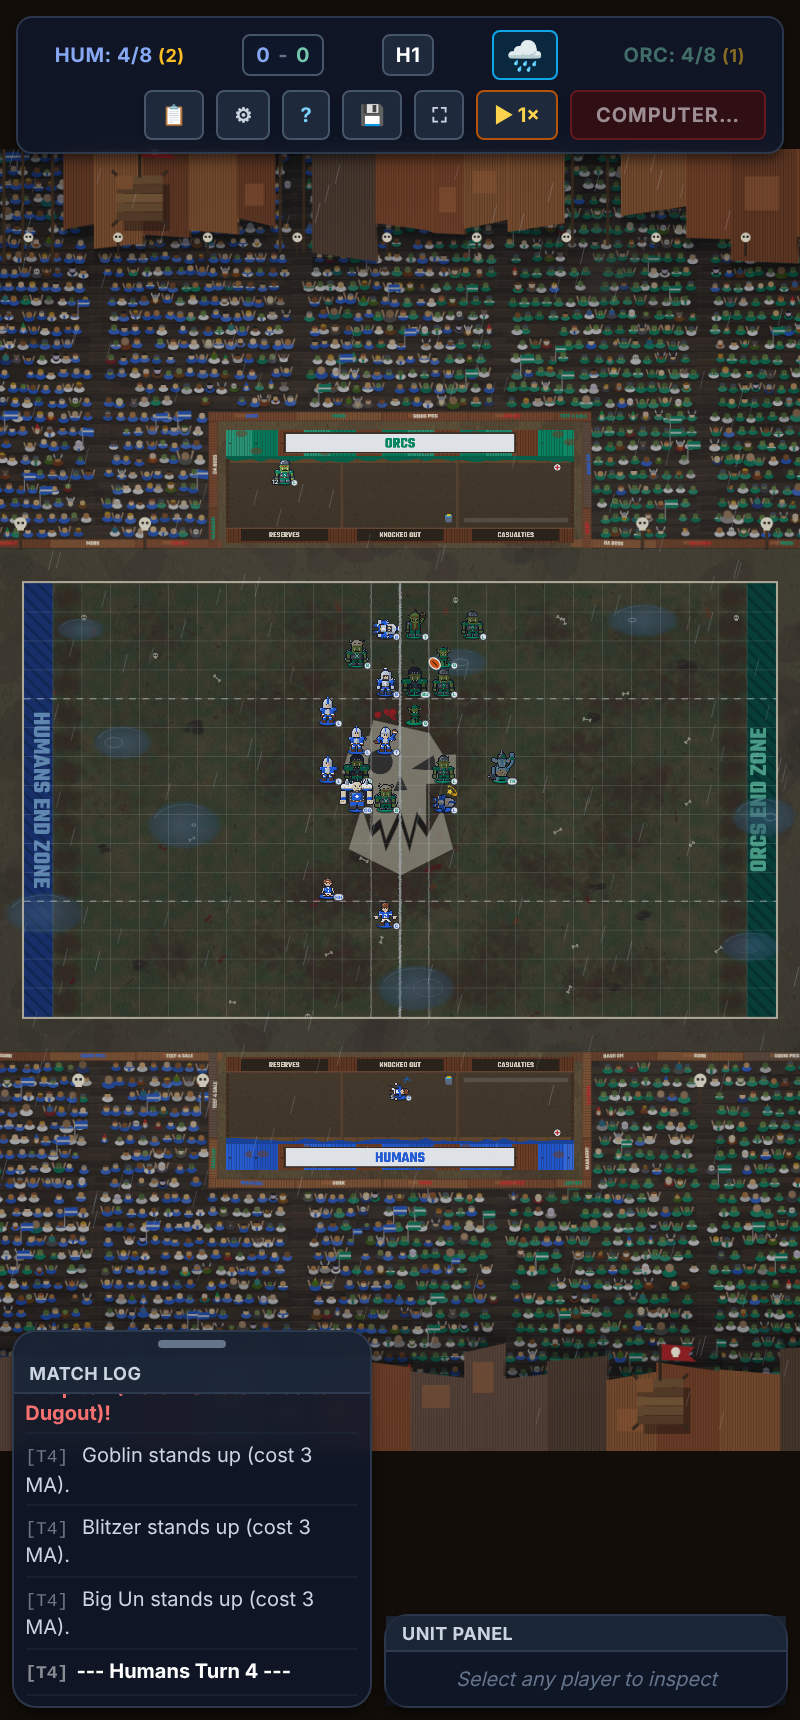 HUM: 4/8 (2)
0 - 0
H1
ORC: 4/8 (1)
?
1×
COMPUTER...
ORCS
12
RESERVES
KNOCKED OUT
CASUALTIES
HUMANS END ZONE
ORCS END ZONE
RESERVES
KNOCKED OUT
CASUALTIES
HUMANS
MATCH LOG
Dugout)!
[T4] Goblin stands up (cost 3
MA).
[T4] Blitzer stands up (cost 3
MA).
[T4] Big Un stands up (cost 3
MA).
[T4] --- Humans Turn 4 ---
UNIT PANEL
Select any player to inspect